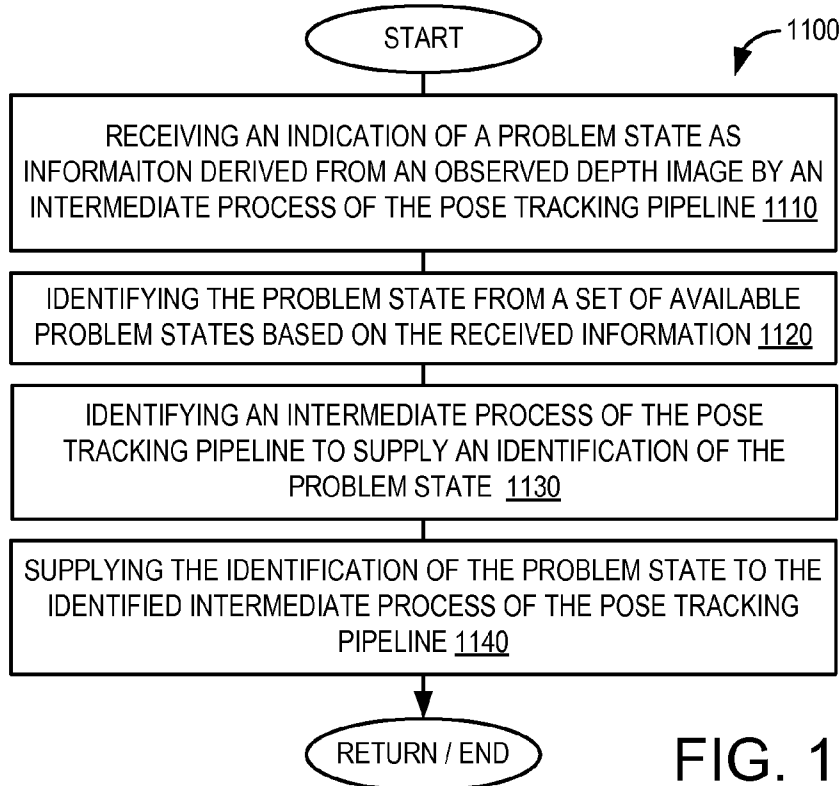 START
1100
RECEIVING AN INDICATION OF A PROBLEM STATE AS
INFORMAITON DERIVED FROM AN OBSERVED DEPTH IMAGE BY AN
INTERMEDIATE PROCESS OF THE POSE TRACKING PIPELINE 1110
IDENTIFYING THE PROBLEM STATE FROM A SET OF AVAILABLE
PROBLEM STATES BASED ON THE RECEIVED INFORMATION 1120
IDENTIFYING AN INTERMEDIATE PROCESS OF THE POSE
TRACKING PIPELINE TO SUPPLY AN IDENTIFICATION OF THE
PROBLEM STATE 1130
SUPPLYING THE IDENTIFICATION OF THE PROBLEM STATE TO THE
IDENTIFIED INTERMEDIATE PROCESS OF THE POSE TRACKING
PIPELINE 1140
RETURN / END
FIG. 1